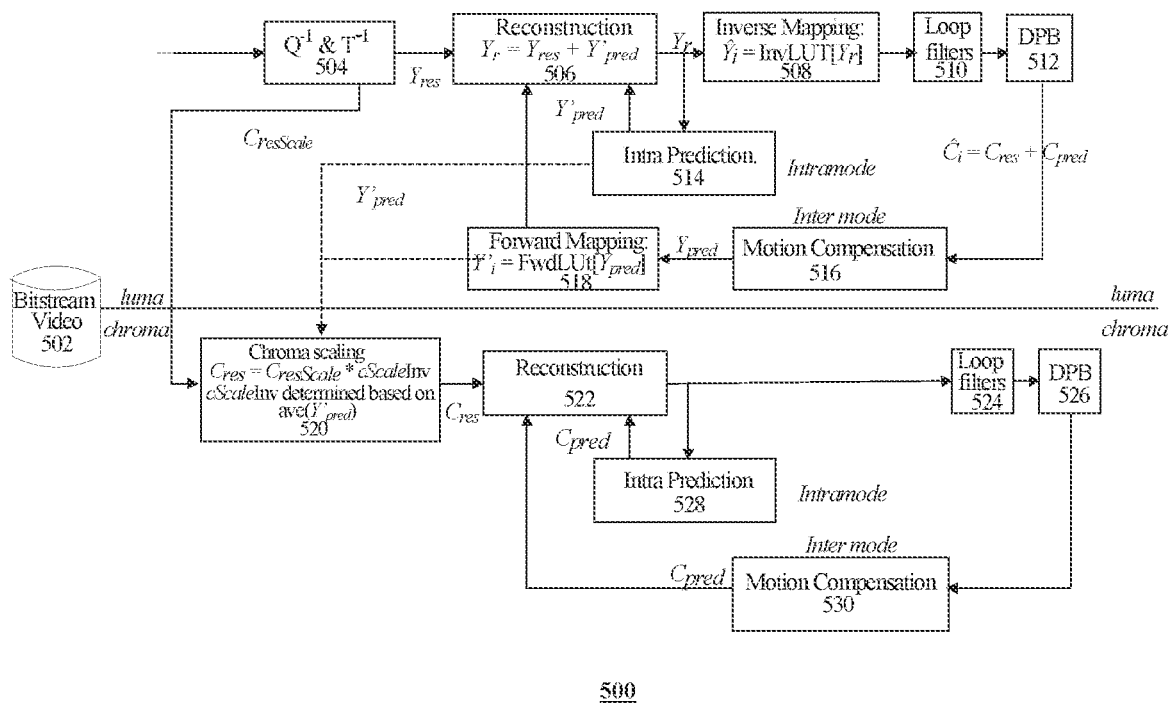 Q⁻¹ & T⁻¹
504
Y_res
Reconstruction
Y_r = Y_res + Y'_pred
506
Y_r
Inverse Mapping:
Ŷ_i = InvLUT[Y_r]
508
Loop
filters
510
DPB
512
C_resScale
Y'_pred
Intra Prediction.
514
Intramode
Ĉ_i = C_res + C_pred
Y'_pred
Forward Mapping:
Y'_i = FwdLUt[Y_pred]
518
Y_pred
Inter mode
Motion Compensation
516
Bitstream
Video
502
luma
chroma
luma
chroma
Chroma scaling
C_res = C_resScale * cScaleInv
cScaleInv determined based on
ave(Y'_pred)
520
C_res
Reconstruction
522
Loop
filters
524
DPB
526
C_pred
Intra Prediction
528
Intramode
Inter mode
C_pred
Motion Compensation
530
500